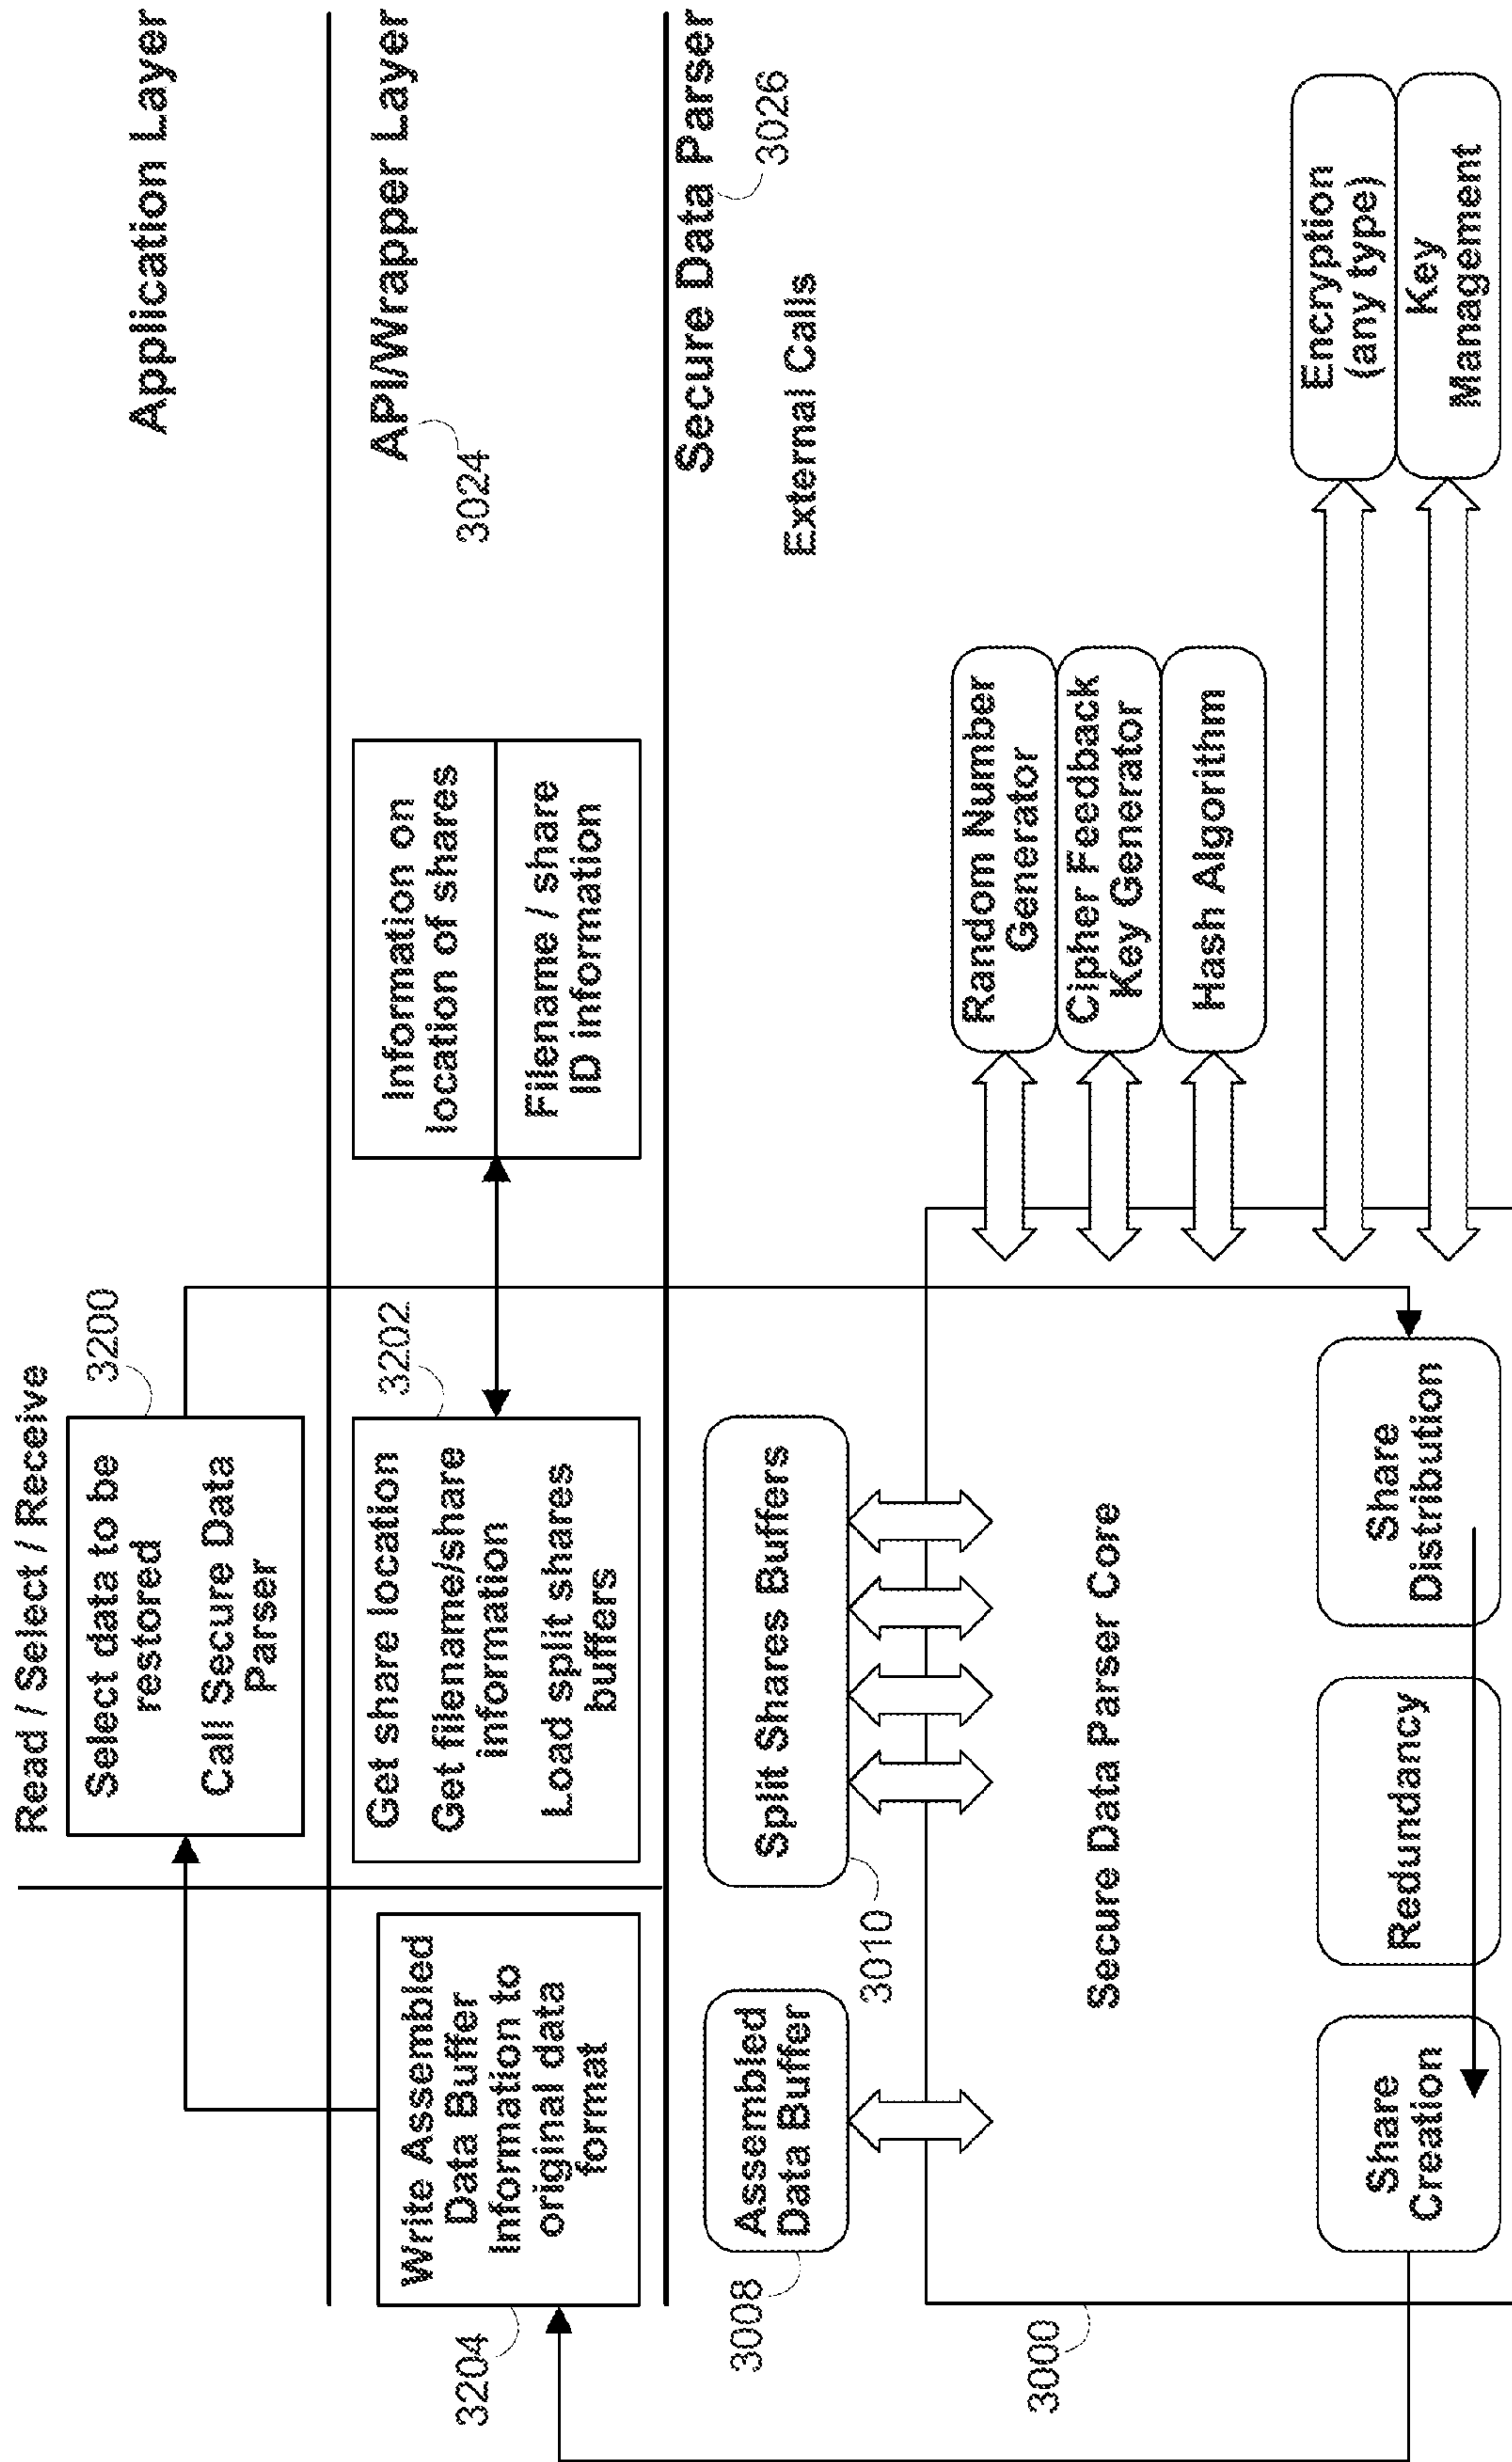 Read / Select / Receive
Application Layer
Select data to be
restored
Call Secure Data
Parser
3200
API/Wrapper Layer
3024
Write Assembled
Data Buffer
Information to
original data
format
3204
Get share location
Get filename/share
information
Load split shares
buffers
3202
Information on
location of shares
Filename / share
ID information
Secure Data Parser
3026
External Calls
Assembled
Data Buffer
3008
Split Shares Buffers
3010
Secure Data Parser Core
3000
Random Number
Generator
Cipher Feedback
Key Generator
Hash Algorithm
Encryption
(any type)
Key
Management
Share
Creation
Redundancy
Share
Distribution